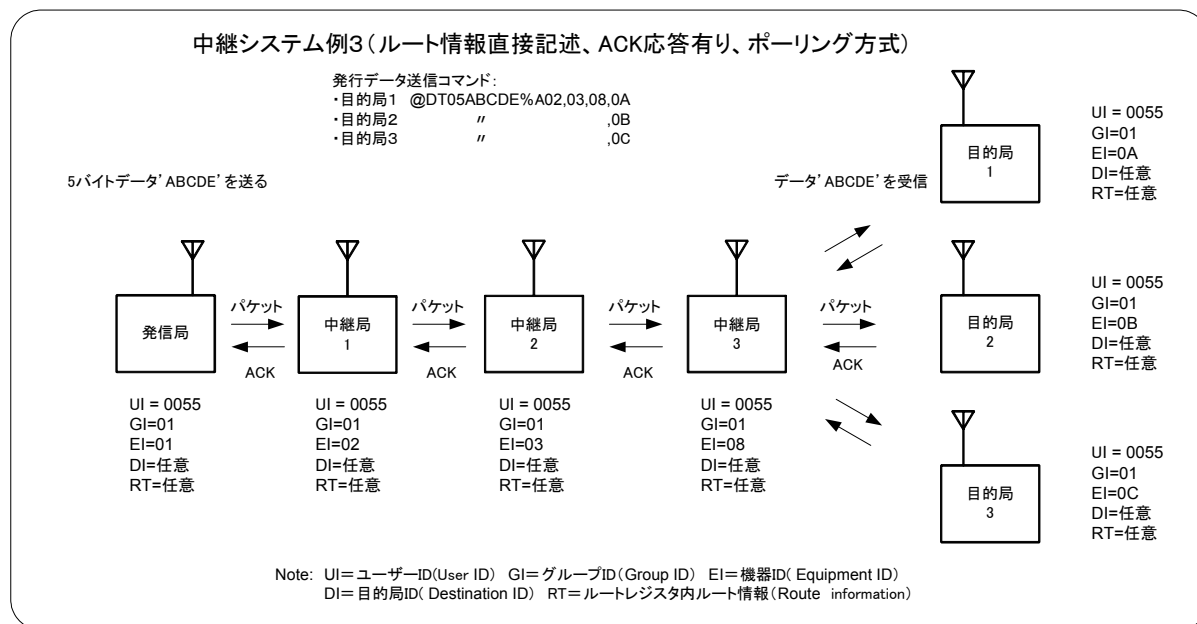 中継システム例3(ルート情報直接記述、ACK応答有り、ポーリング方式)
発行データ送信コマンド:
・目的局1 @DT05ABCDE%A02,03,08,0A
・目的局2 〃 ,0B
・目的局3 〃 ,0C
5バイトデータ'ABCDE'を送る
データ'ABCDE'を受信
目的局
1
UI = 0055
GI=01
EI=0A
DI=任意
RT=任意
発信局
パケット
ACK
中継局
1
パケット
ACK
中継局
2
パケット
ACK
中継局
3
パケット
ACK
目的局
2
UI = 0055
GI=01
EI=0B
DI=任意
RT=任意
UI = 0055
GI=01
EI=01
DI=任意
RT=任意
UI = 0055
GI=01
EI=02
DI=任意
RT=任意
UI = 0055
GI=01
EI=03
DI=任意
RT=任意
UI = 0055
GI=01
EI=08
DI=任意
RT=任意
目的局
3
UI = 0055
GI=01
EI=0C
DI=任意
RT=任意
Note: UI=ユーザーID(User ID) GI=グループID(Group ID) EI=機器ID( Equipment ID)
DI=目的局ID( Destination ID) RT=ルートレジスタ内ルート情報(Route information)